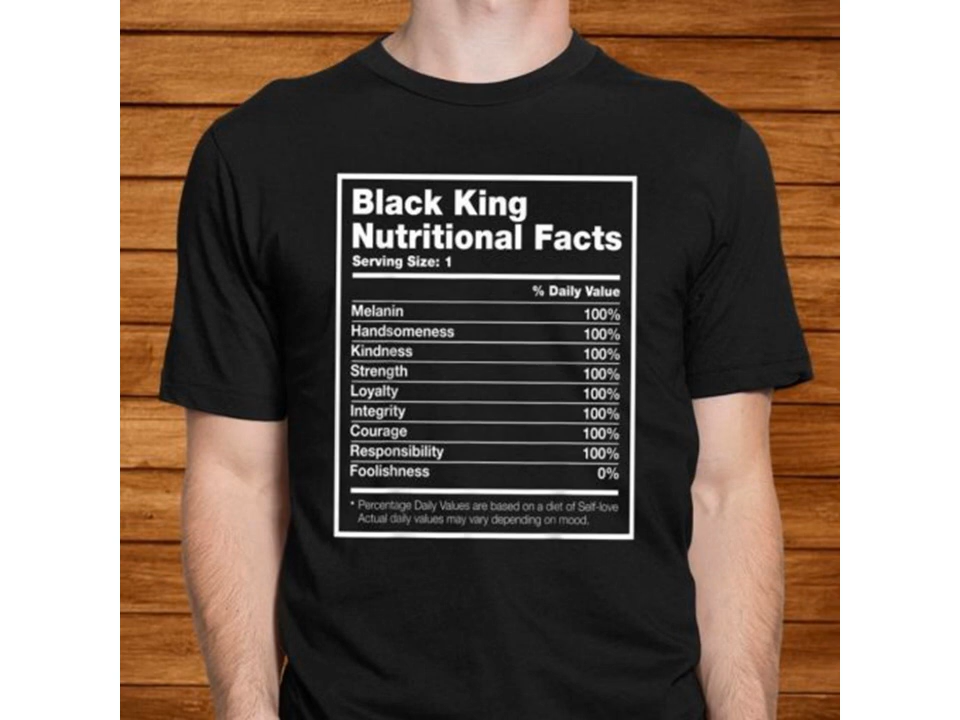 Black King
Nutritional Facts
Serving Size: 1
% Daily Value
Melanin 100%
Handsomeness 100%
Kindness 100%
Strength 100%
Loyalty 100%
Integrity 100%
Courage 100%
Responsibility 100%
Foolishness 0%
* Percentage Daily Values are based on a diet of Self-love
Actual daily values may vary depending on mood.